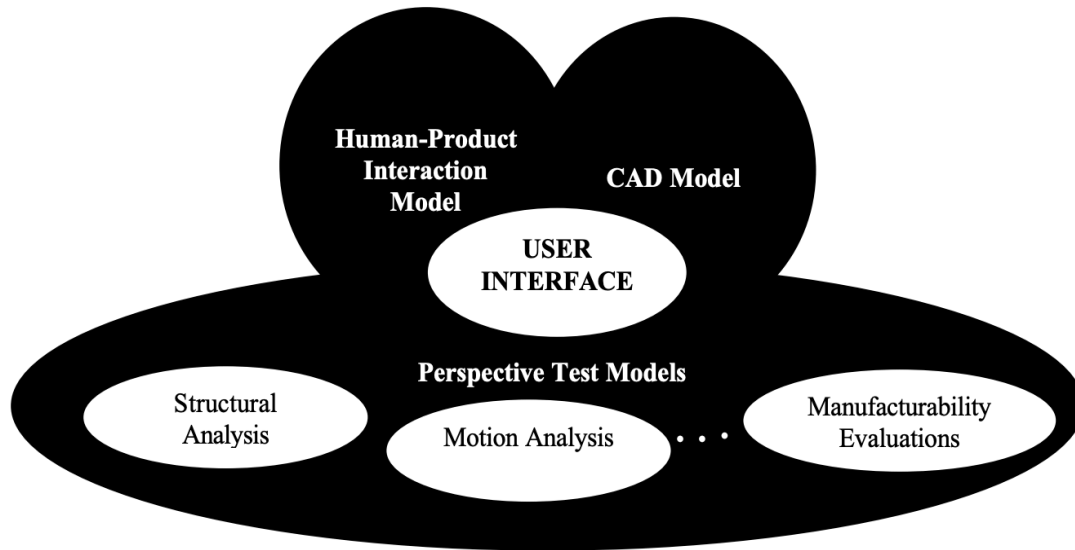 Human-Product
Interaction
Model
CAD Model
USER
INTERFACE
Perspective Test Models
Structural
Analysis
Motion Analysis
. . .
Manufacturability
Evaluations